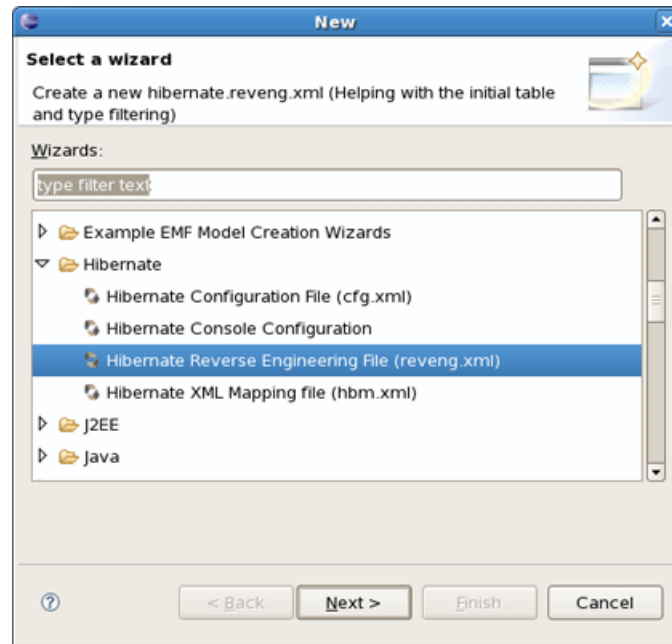 New
Select a wizard
Create a new hibernate.reveng.xml (Helping with the initial table
and type filtering)
Wizards:
type filter text
Example EMF Model Creation Wizards
Hibernate
Hibernate Configuration File (cfg.xml)
Hibernate Console Configuration
Hibernate Reverse Engineering File (reveng.xml)
Hibernate XML Mapping file (hbm.xml)
J2EE
Java
? < Back Next > Finish Cancel